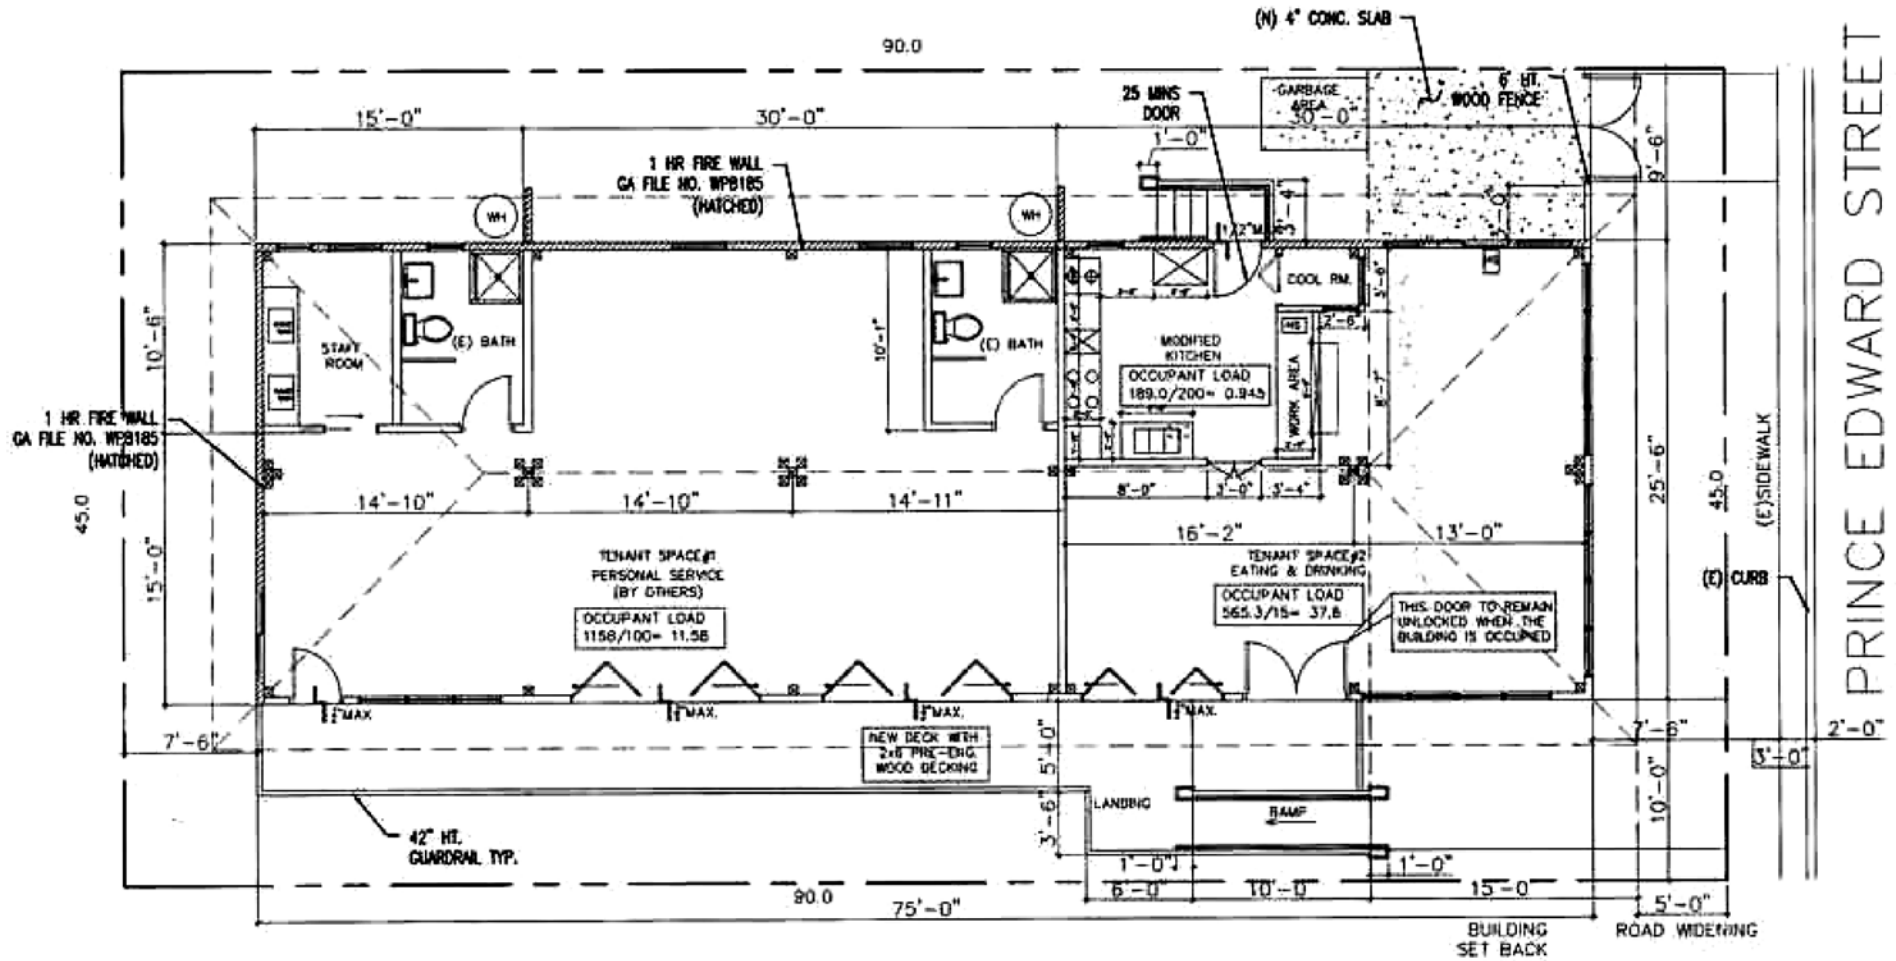 (N) 4" CONC. SLAB
90.0
6' HT.
WOOD FENCE
GARBAGE
AREA
25 MINS
DOOR
15'-0"
30'-0"
30'-0"
1'-0"
9'-6"
1 HR FIRE WALL
GA FILE NO. WP8185
(HATCHED)
WH
WH
PRINCE EDWARD STREET
COOL RM.
10'-6"
STAFF
ROOM
(E) BATH
10'-1"
(E) BATH
MODIFIED
KITCHEN
OCCUPANT LOAD
189.0/200= 0.945
HS
2'-6"
WORK AREA
8'-7"
1 HR FIRE WALL
GA FILE NO. WP8185
(HATCHED)
45.0
14'-10"
14'-10"
14'-11"
8'-0"
3'-0"
3'-4"
16'-2"
13'-0"
25'-6"
45.0
(E)SIDEWALK
15'-0"
TENANT SPACE#1
PERSONAL SERVICE
(BY OTHERS)
OCCUPANT LOAD
1158/100= 11.58
TENANT SPACE#2
EATING & DRINKING
OCCUPANT LOAD
565.3/15= 37.6
THIS DOOR TO REMAIN
UNLOCKED WHEN THE
BUILDING IS OCCUPIED
(E) CURB
MAX.
MAX.
MAX.
MAX.
7'-6"
NEW DECK WITH
2x6 PRE-ENG.
WOOD DECKING
5'-0"
7'-6"
2'-0"
3'-0"
LANDING
RAMP
3'-6"
10'-0"
42" HT.
GUARDRAIL TYP.
1'-0"
1'-0"
6'-0"
10'-0
15'-0
90.0
75'-0"
5'-0"
BUILDING
SET BACK
ROAD WIDENING